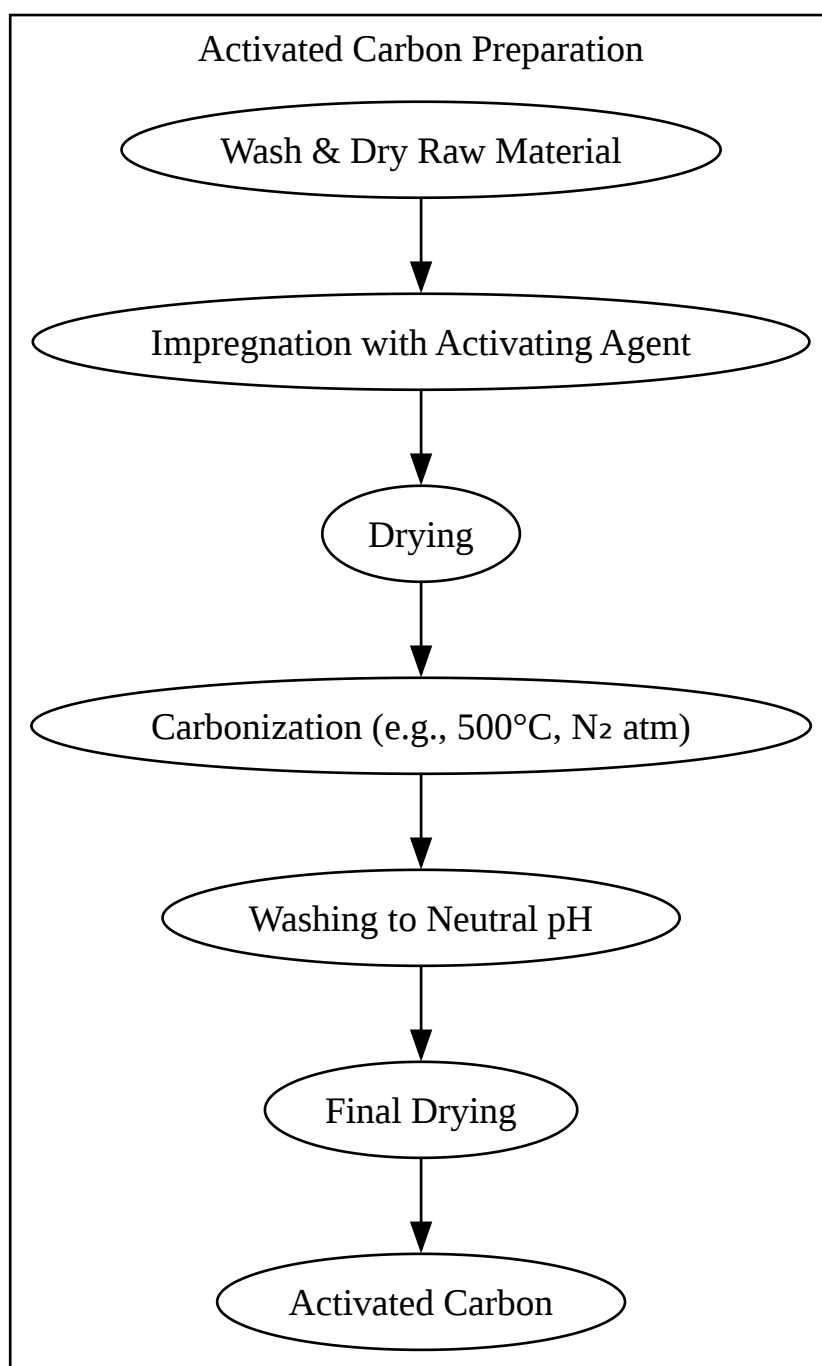 Activated Carbon Preparation
Wash & Dry Raw Material
Impregnation with Activating Agent
Drying
Carbonization (e.g., 500°C, N₂ atm)
Washing to Neutral pH
Final Drying
Activated Carbon